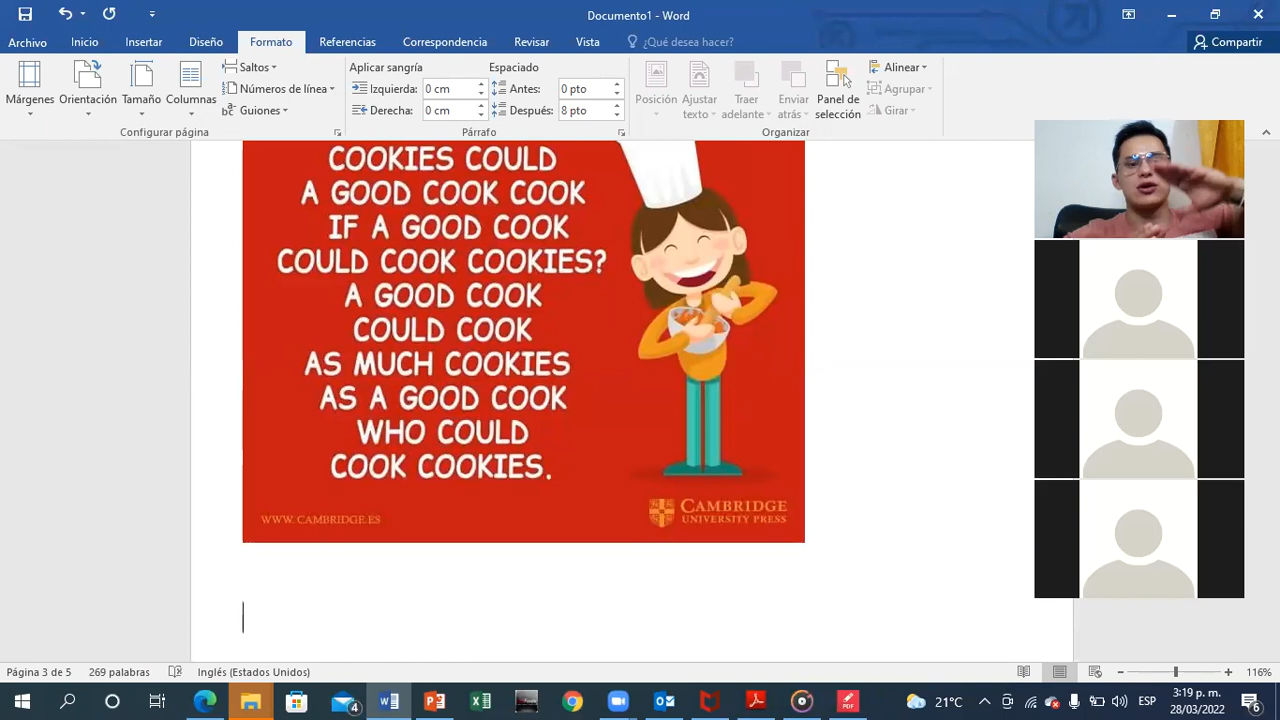 Documento1 - Word
Archivo Inicio Insertar Diseño Formato Referencias Correspondencia Revisar Vista ¿Qué desea hacer? Compartir
Márgenes Orientación Tamaño Columnas
Saltos
Números de línea
Guiones
Configurar página
Aplicar sangría Espaciado
Izquierda: 0 cm Antes: 0 pto
Derecha: 0 cm Después: 8 pto
Párrafo
Posición Ajustar texto Traer adelante Enviar atrás Panel de selección
Alinear
Agrupar
Girar
Organizar
COOKIES COULD
A GOOD COOK COOK
IF A GOOD COOK
COULD COOK COOKIES?
A GOOD COOK
COULD COOK
AS MUCH COOKIES
AS A GOOD COOK
WHO COULD
COOK COOKIES.
WWW.CAMBRIDGE.ES
CAMBRIDGE
UNIVERSITY PRESS
Página 3 de 5 269 palabras Inglés (Estados Unidos) 116%
4 PDF 21°C ESP 3:19 p. m.
28/03/2022 6